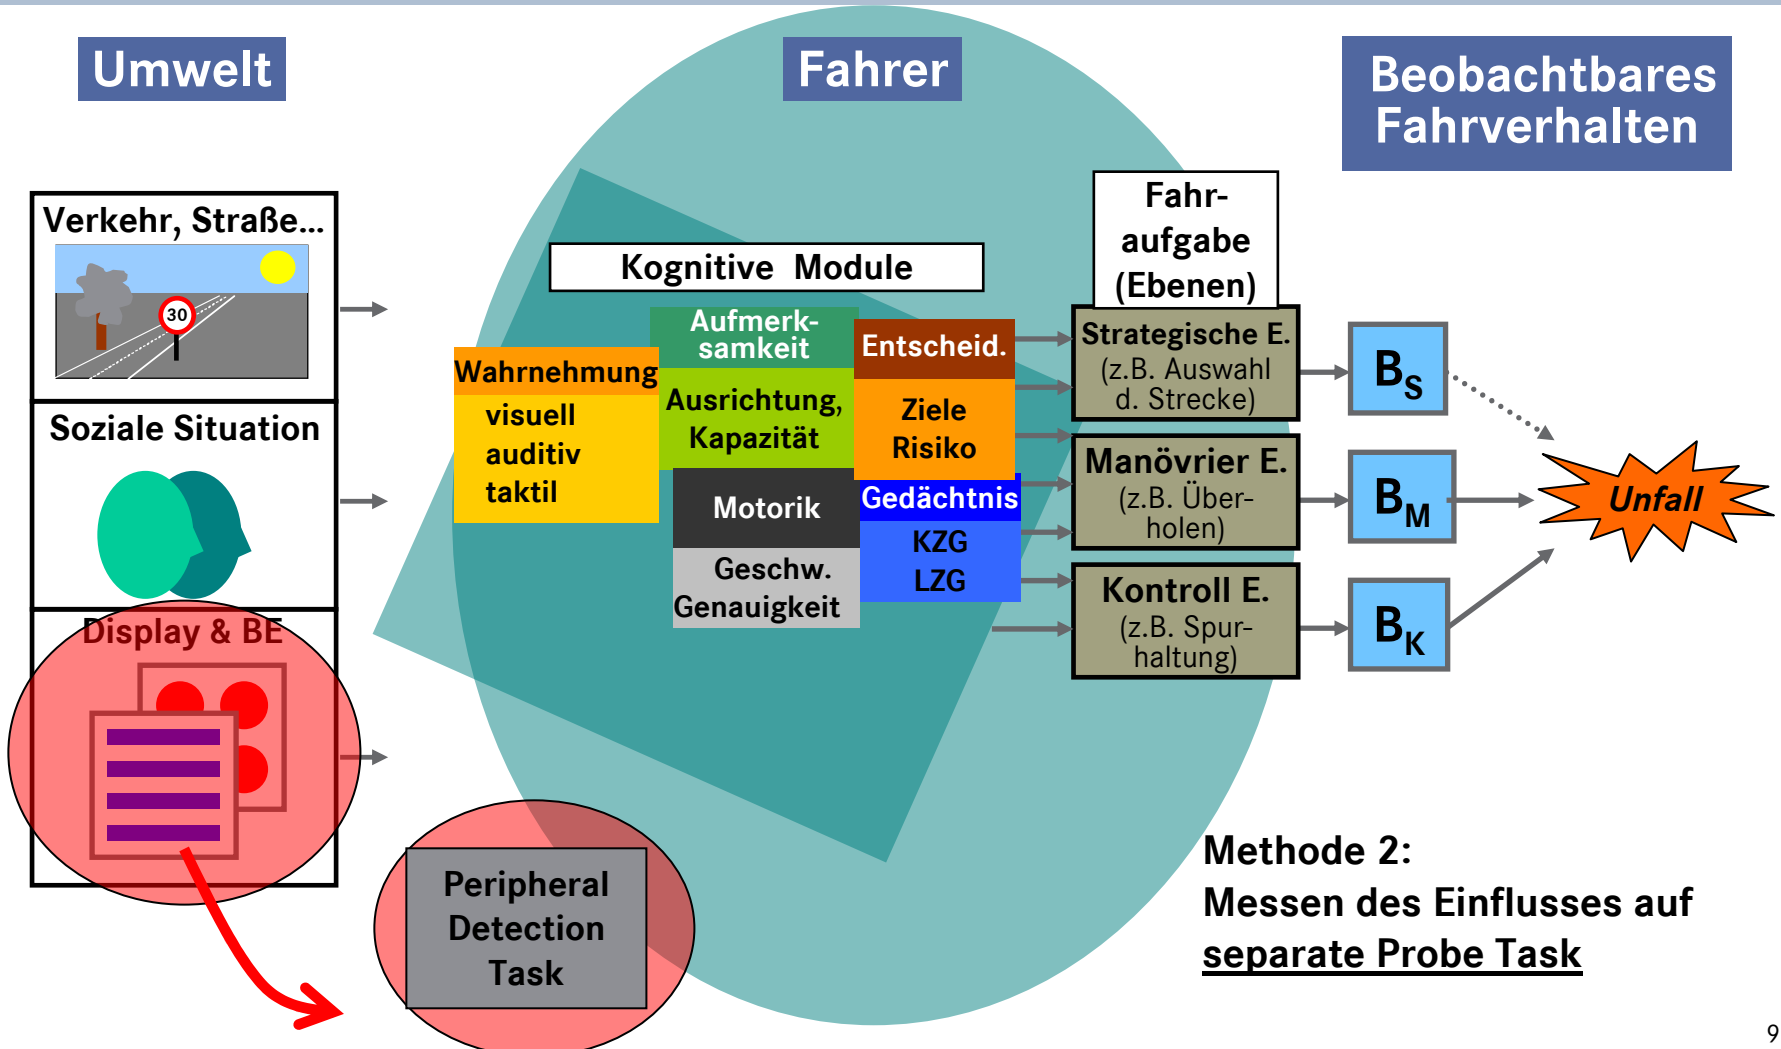 Umwelt
Fahrer
Beobachtbares
Fahrverhalten
Verkehr, Straße...
30
Soziale Situation
Display & BE
Kognitive Module
Wahrnehmung
visuell
auditiv
taktil
Aufmerk-
samkeit
Ausrichtung,
Kapazität
Entscheid.
Ziele
Risiko
Motorik
Geschw.
Genauigkeit
Gedächtnis
KZG
LZG
Fahr-
aufgabe
(Ebenen)
Strategische E.
(z.B. Auswahl
d. Strecke)
Manövrier E.
(z.B. Über-
holen)
Kontroll E.
(z.B. Spur-
haltung)
BS
BM
BK
Unfall
Peripheral
Detection
Task
Methode 2:
Messen des Einflusses auf
separate Probe Task
9